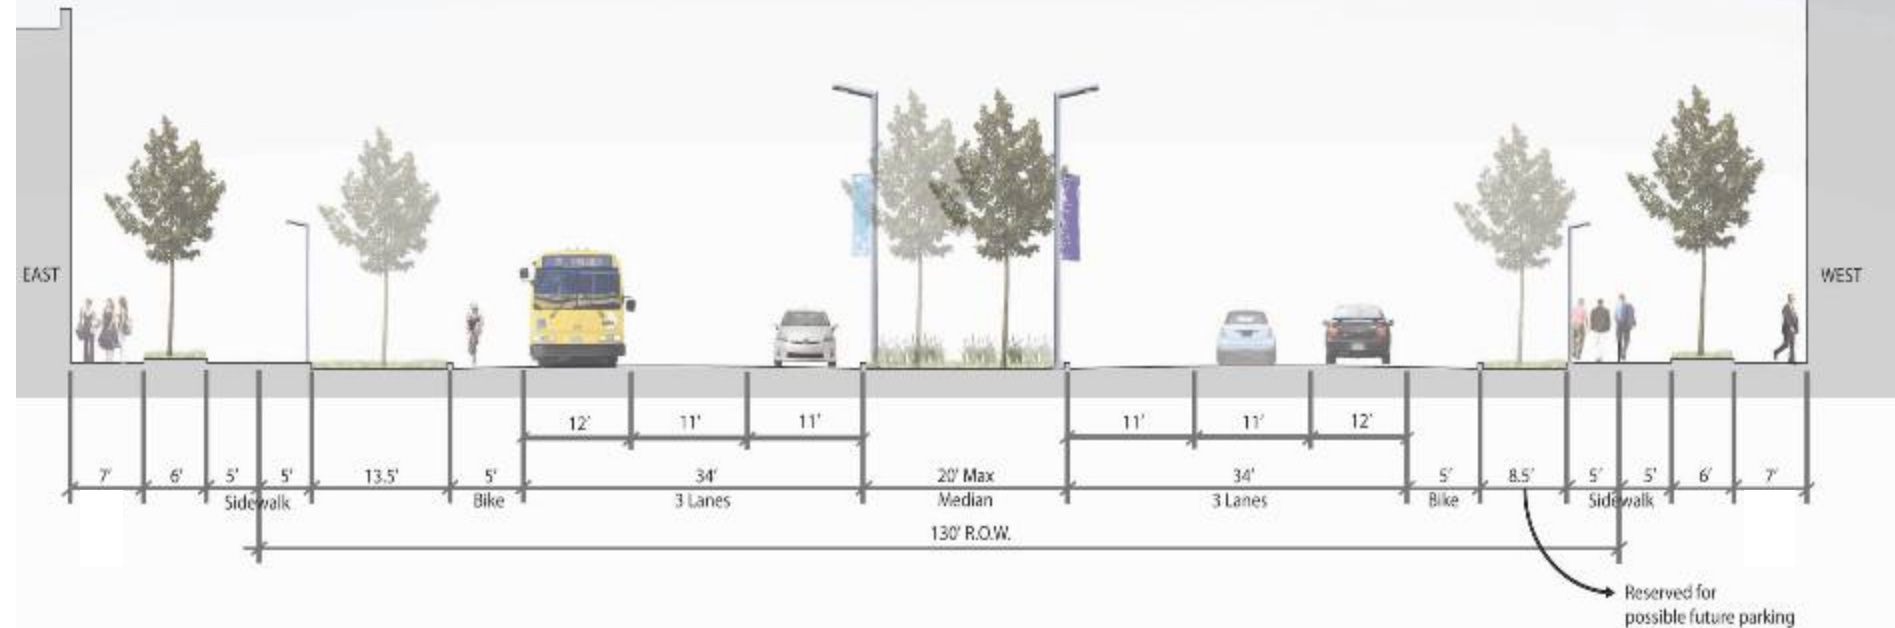 EAST
WEST
12' 11' 11' 11' 11' 12'
7' 6' 5' 5' 13.5' 5' 34' 20' Max 34' 5' 8.5' 5' 5' 6' 7'
Sidewalk Bike 3 Lanes Median 3 Lanes Bike Sidewalk
130' R.O.W.
Reserved for
possible future parking